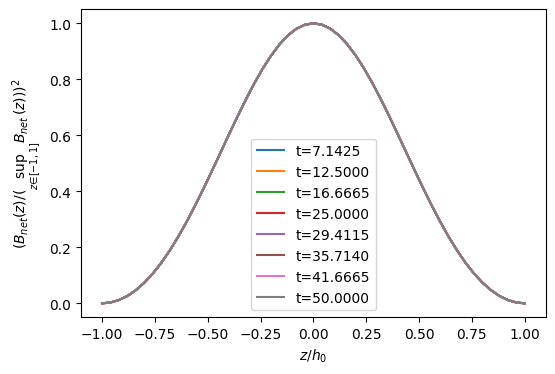 (B_net(z)/( sup_{z∈[−1, 1]} B_net (z)))²
1.0
0.8
0.6
0.4
0.2
0.0
t=7.1425
t=12.5000
t=16.6665
t=25.0000
t=29.4115
t=35.7140
t=41.6665
t=50.0000
−1.00 −0.75 −0.50 −0.25 0.00 0.25 0.50 0.75 1.00
z/h₀